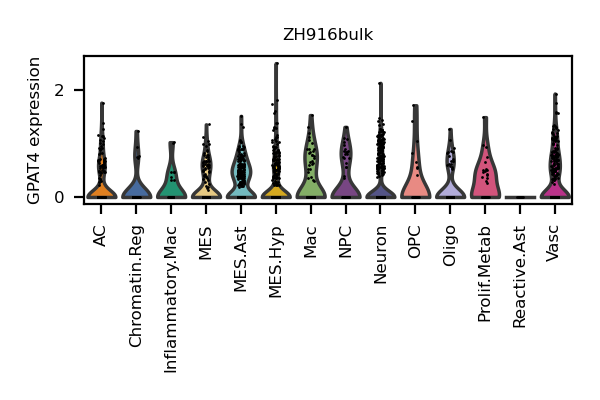 ZH916bulk
GPAT4 expression
2
0
AC
Chromatin.Reg
Inflammatory.Mac
MES
MES.Ast
MES.Hyp
Mac
NPC
Neuron
OPC
Oligo
Prolif.Metab
Reactive.Ast
Vasc